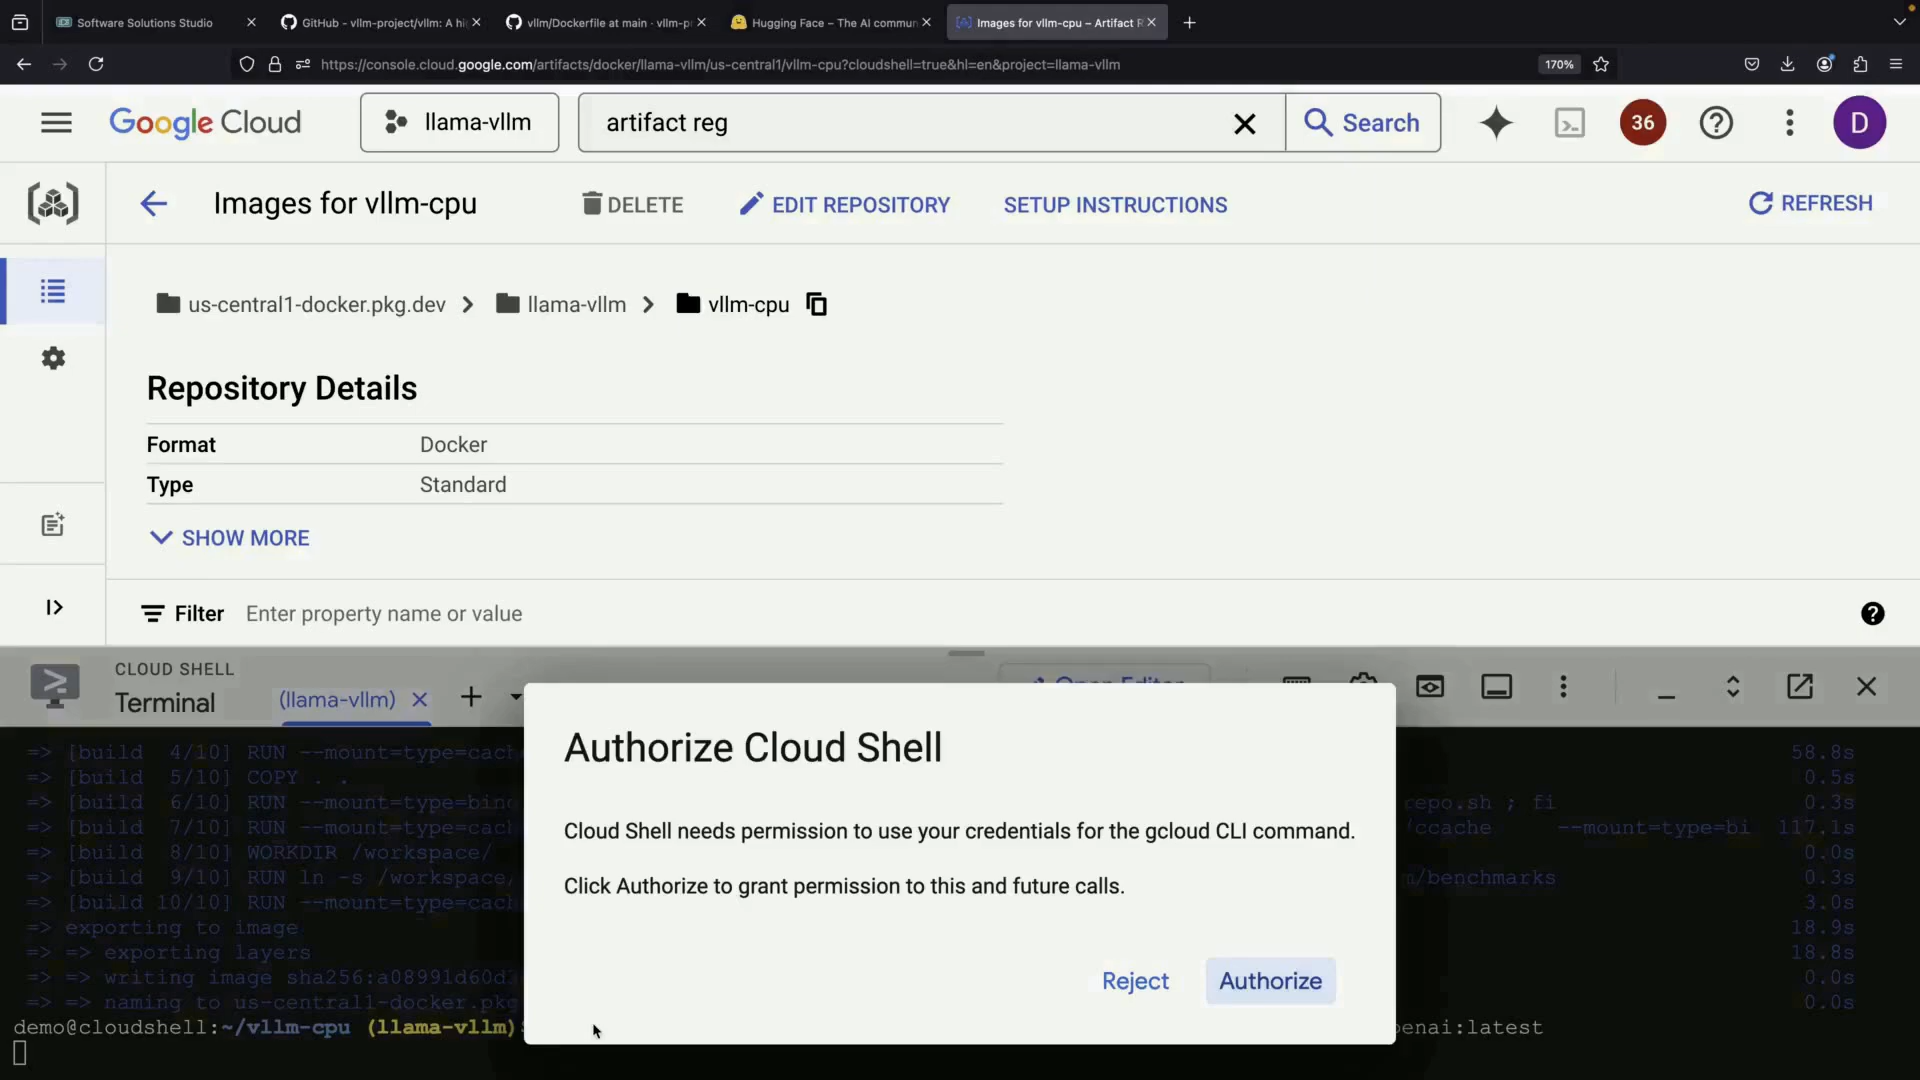 Software Solutions Studio
GitHub - vllm-project/vllm: A hi
vllm/Dockerfile at main · vllm-p
Hugging Face – The AI commun
Images for vllm-cpu – Artifact R
https://console.cloud.google.com/artifacts/docker/llama-vllm/us-central1/vllm-cpu?cloudshell=true&hl=en&project=llama-vllm
170%
Google Cloud
llama-vllm
artifact reg
Search
36
D
Images for vllm-cpu
DELETE
EDIT REPOSITORY
SETUP INSTRUCTIONS
REFRESH
us-central1-docker.pkg.dev
llama-vllm
vllm-cpu
Repository Details
Format Docker
Type Standard
SHOW MORE
Filter Enter property name or value
CLOUD SHELL
Terminal
(llama-vllm)
Open Editor
Authorize Cloud Shell
Cloud Shell needs permission to use your credentials for the gcloud CLI command.
Click Authorize to grant permission to this and future calls.
Reject
Authorize
=> [build 4/10] RUN --mount=type=cach 58.8s
=> [build 5/10] COPY . . 0.5s
=> [build 6/10] RUN --mount=type=bind repo.sh ; fi 0.3s
=> [build 7/10] RUN --mount=type=cach /ccache --mount=type=bi 117.1s
=> [build 8/10] WORKDIR /workspace/ 0.0s
=> [build 9/10] RUN ln -s /workspace/ m/benchmarks 0.3s
=> [build 10/10] RUN --mount=type=cach 3.0s
=> exporting to image 18.9s
=> => exporting layers 18.8s
=> => writing image sha256:a08991d60d 0.0s
=> => naming to us-central1-docker.pkg 0.0s
demo@cloudshell:~/vllm-cpu (llama-vllm)$ penai:latest